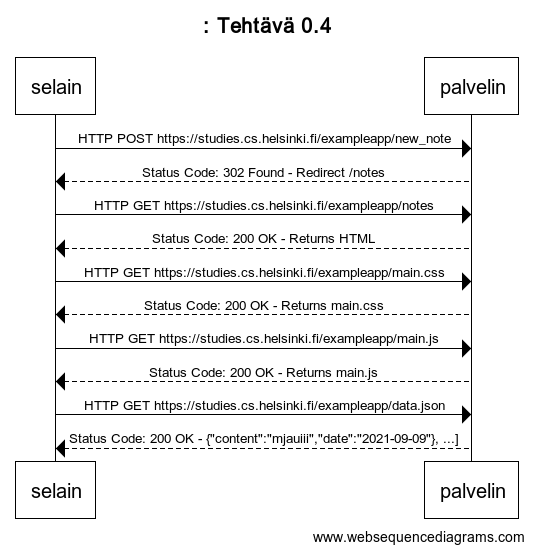 : Tehtävä 0.4
selain palvelin
HTTP POST https://studies.cs.helsinki.fi/exampleapp/new_note
Status Code: 302 Found - Redirect /notes
HTTP GET https://studies.cs.helsinki.fi/exampleapp/notes
Status Code: 200 OK - Returns HTML
HTTP GET https://studies.cs.helsinki.fi/exampleapp/main.css
Status Code: 200 OK - Returns main.css
HTTP GET https://studies.cs.helsinki.fi/exampleapp/main.js
Status Code: 200 OK - Returns main.js
HTTP GET https://studies.cs.helsinki.fi/exampleapp/data.json
Status Code: 200 OK - {"content":"mjauiii","date":"2021-09-09"}, ...]
selain palvelin
www.websequencediagrams.com